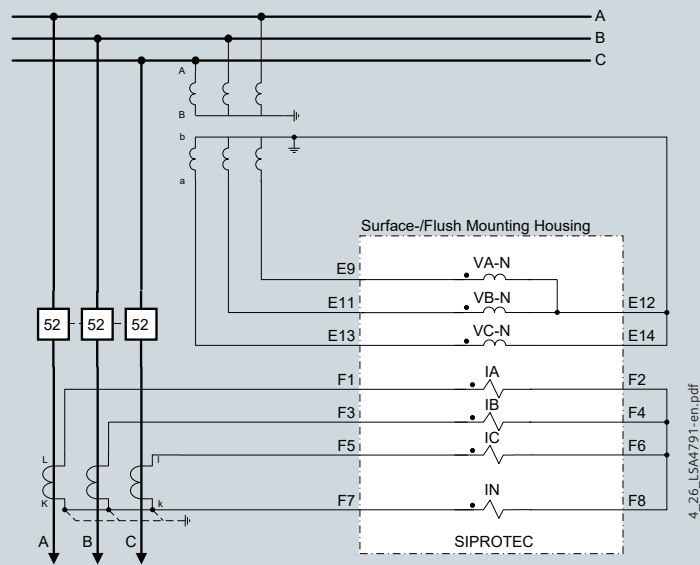 A
B
C
A
B
b
a
Surface-/Flush Mounting Housing
E9
VA-N
E11
VB-N
E12
E13
VC-N
E14
52
52
52
F1
IA
F2
F3
IB
F4
F5
IC
F6
L
l
K
k
F7
IN
F8
SIPROTEC
A
B
C
4_26_LSA4791-en.pdf